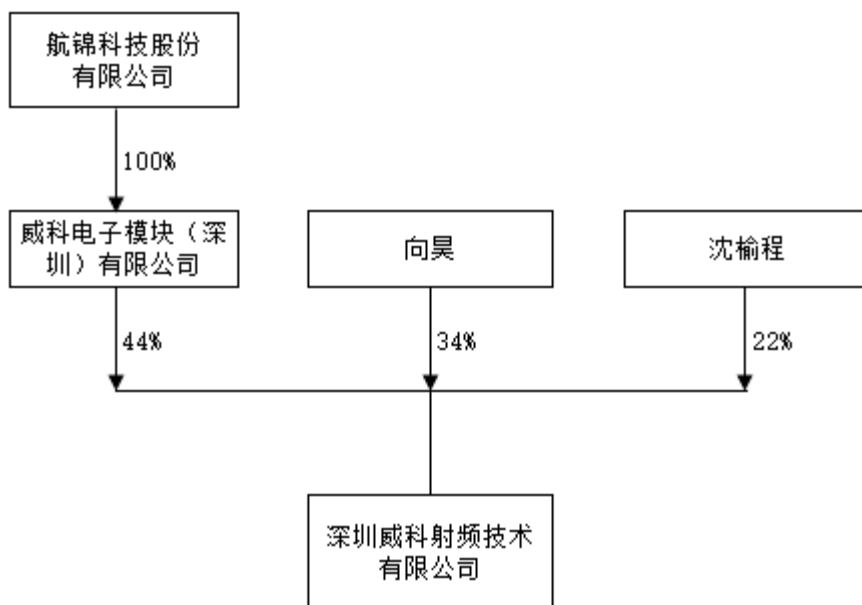 航锦科技股份
有限公司
100%
威科电子模块（深
圳）有限公司
向昊
沈榆程
44%
34%
22%
深圳威科射频技术
有限公司